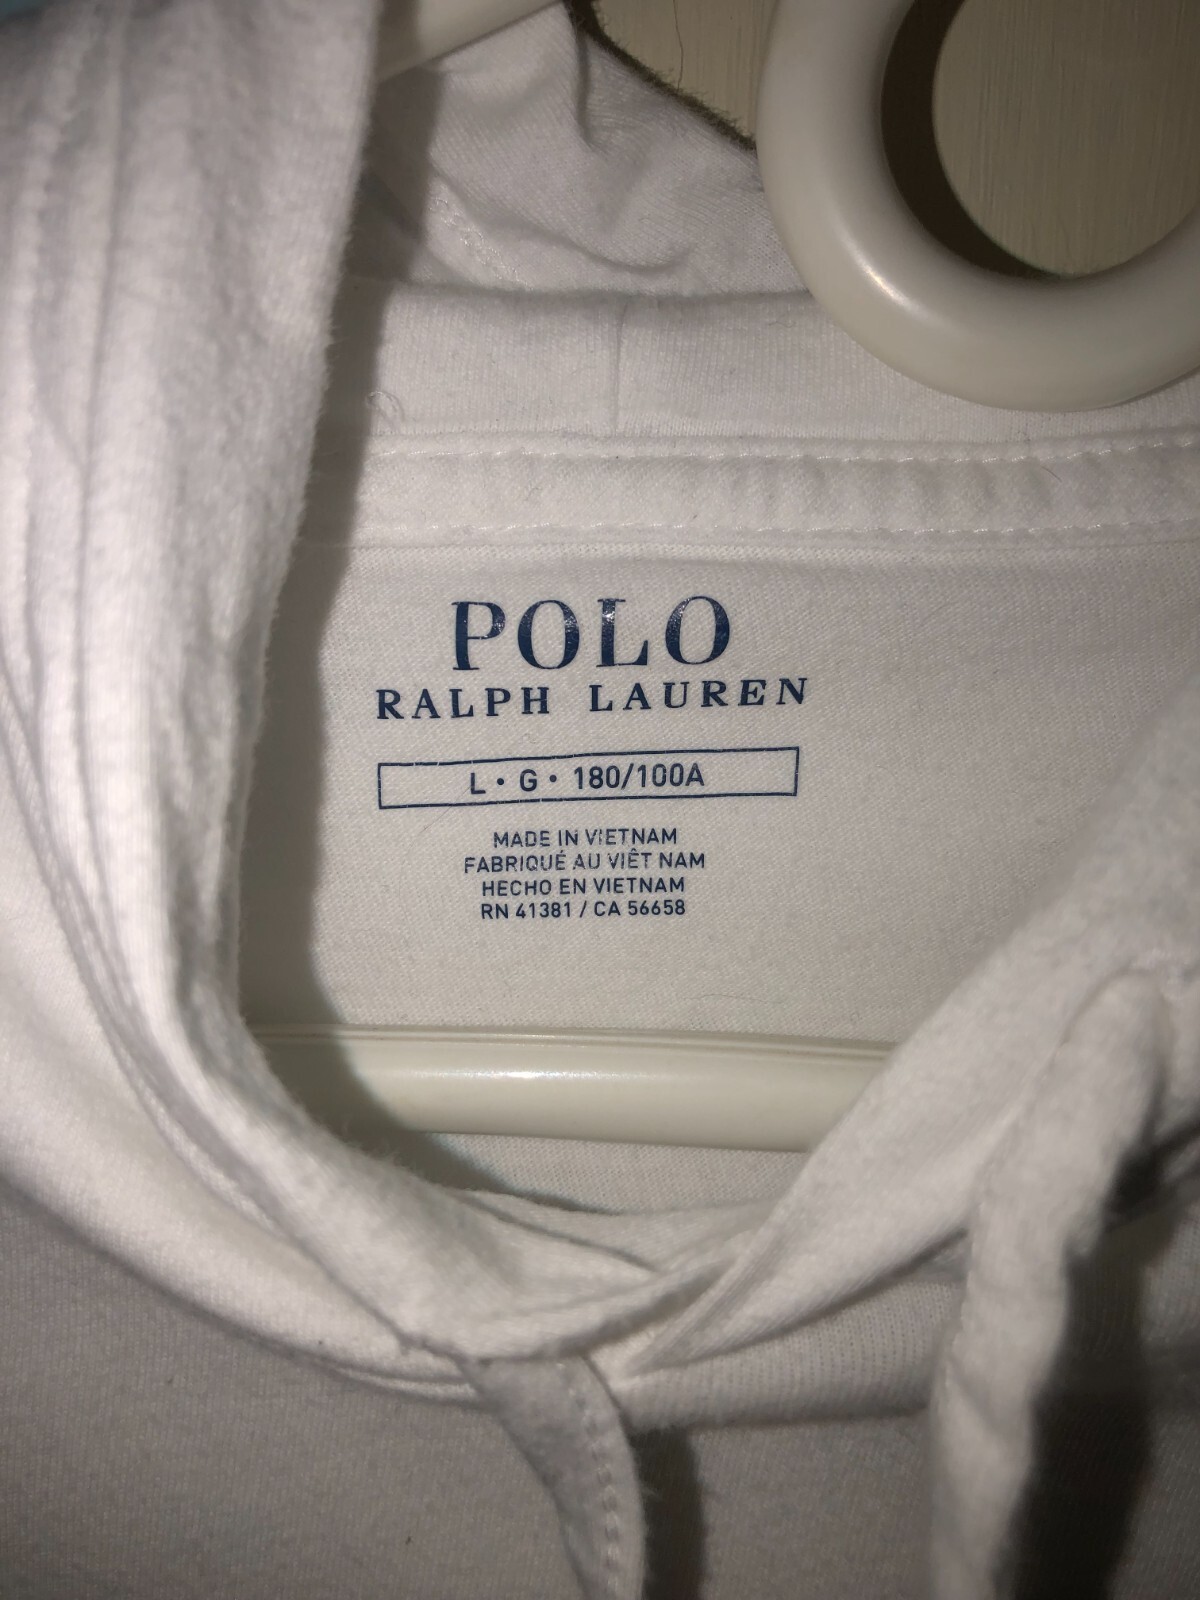 POLO
RALPH LAUREN
L • G • 180/100A
MADE IN VIETNAM
FABRIQUÉ AU VIÊT NAM
HECHO EN VIETNAM
RN 41381 / CA 56658